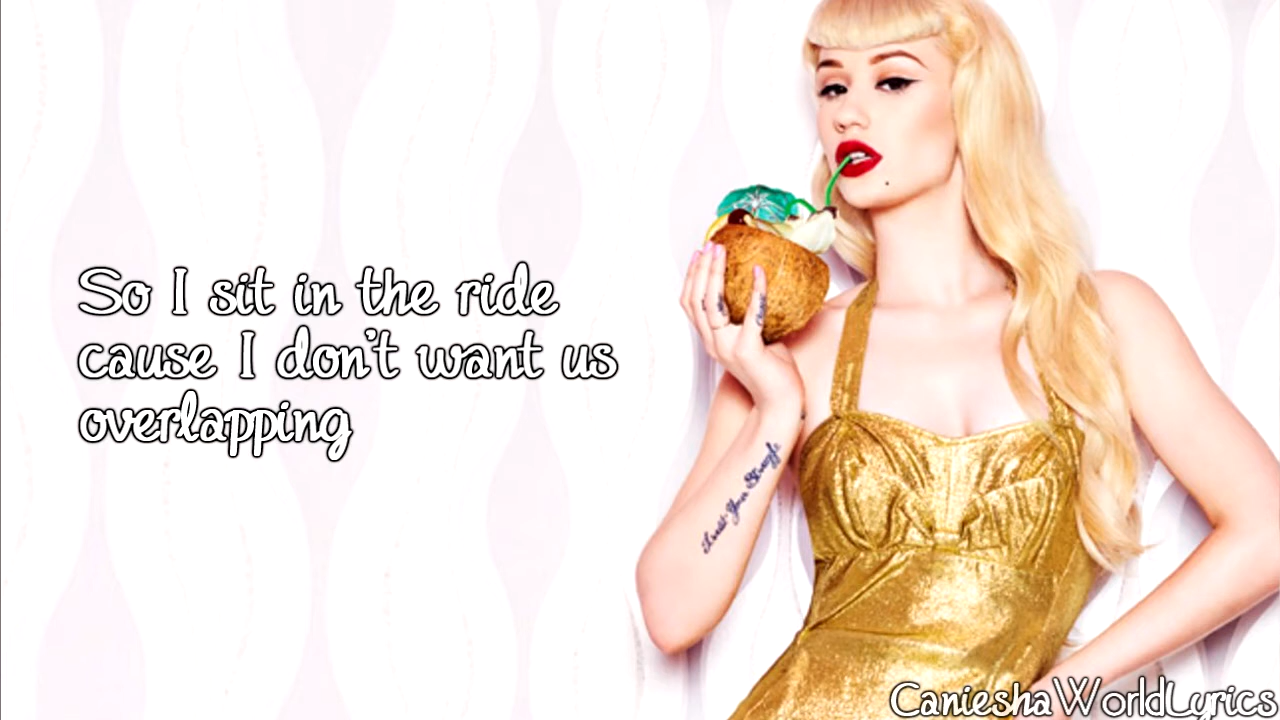 So I sit in the ride
cause I don't want us
overlapping
CanieshaWorldLyrics